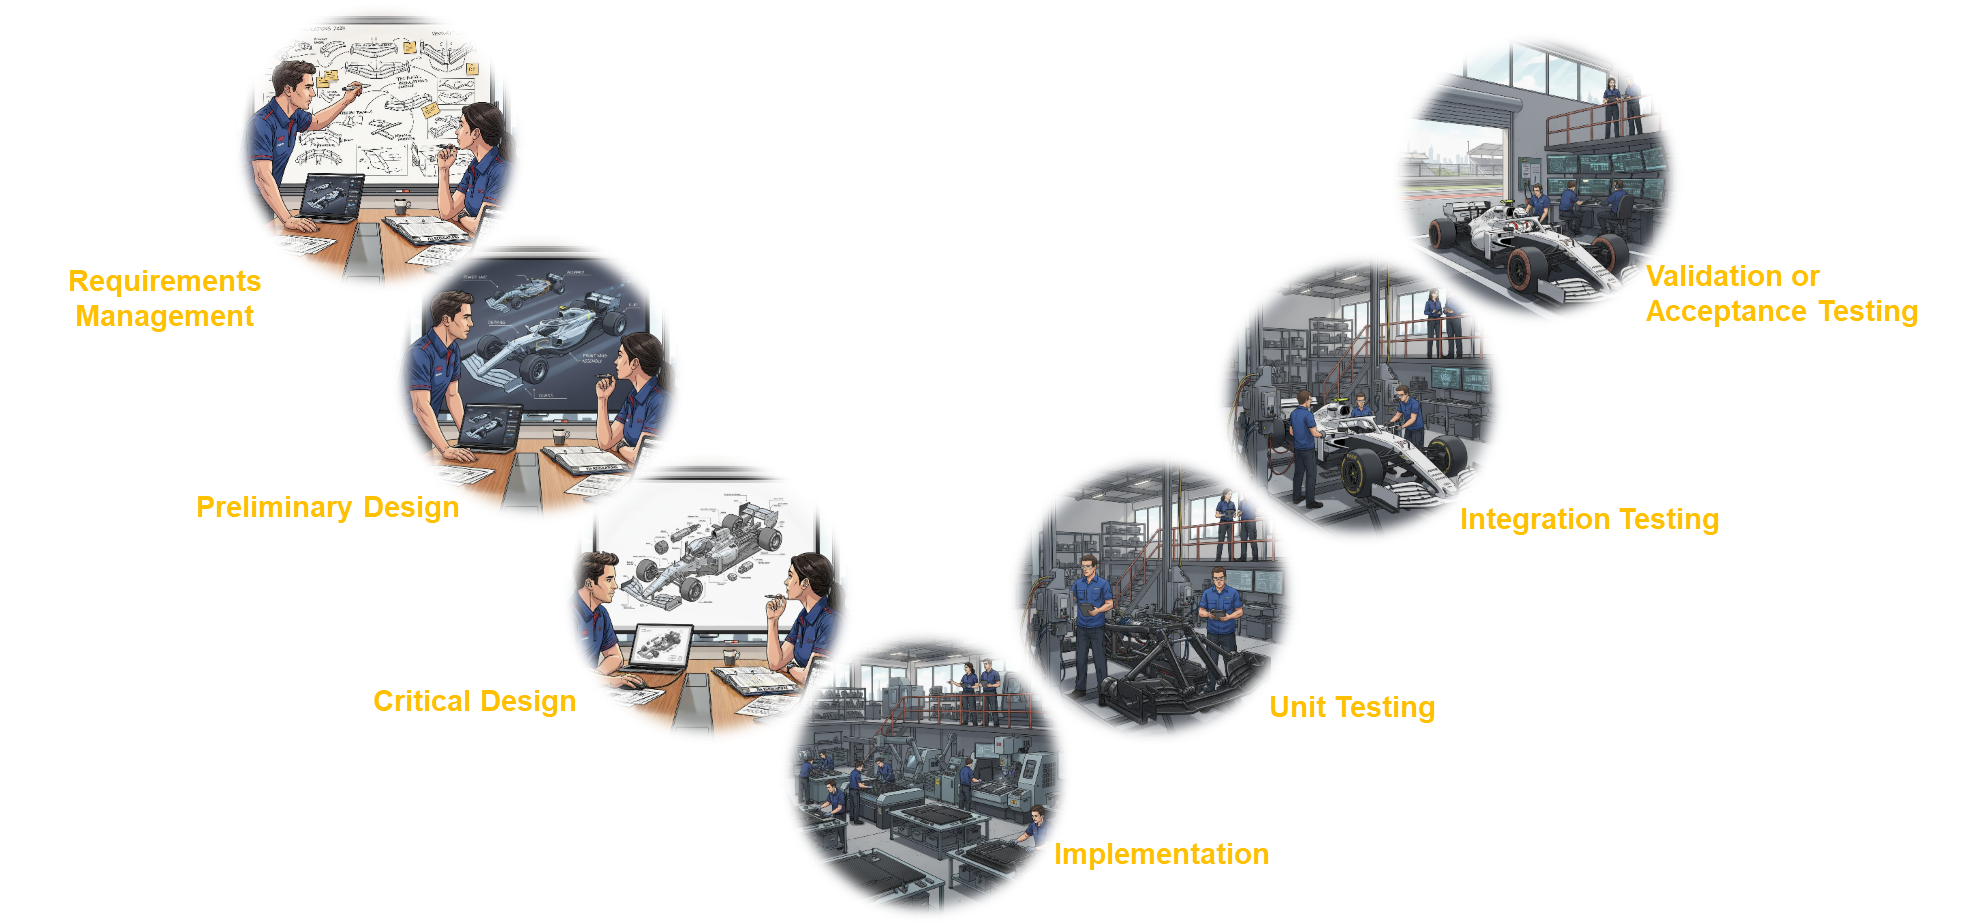 Requirements
Management
Preliminary Design
Critical Design
Implementation
Unit Testing
Integration Testing
Validation or
Acceptance Testing